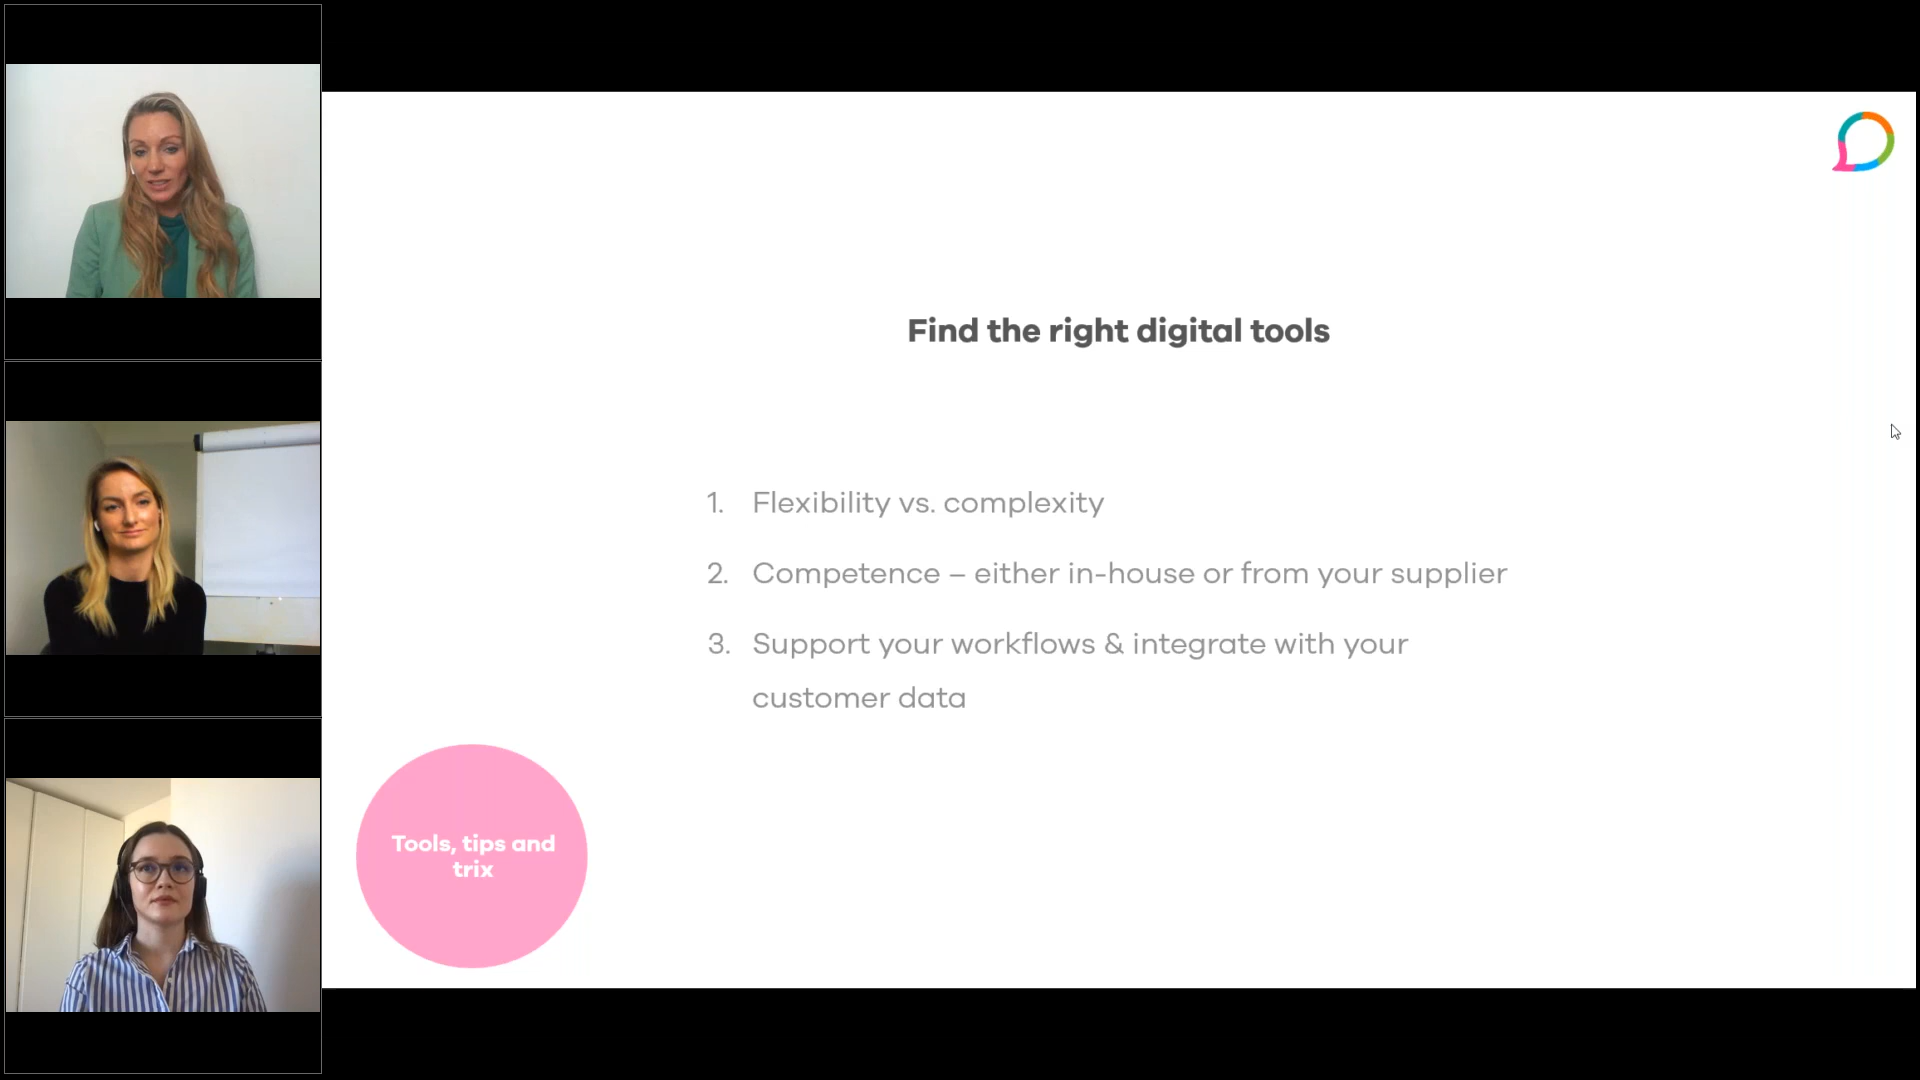 Find the right digital tools
1. Flexibility vs. complexity
2. Competence – either in-house or from your supplier
3. Support your workflows & integrate with your
customer data
Tools, tips and
trix